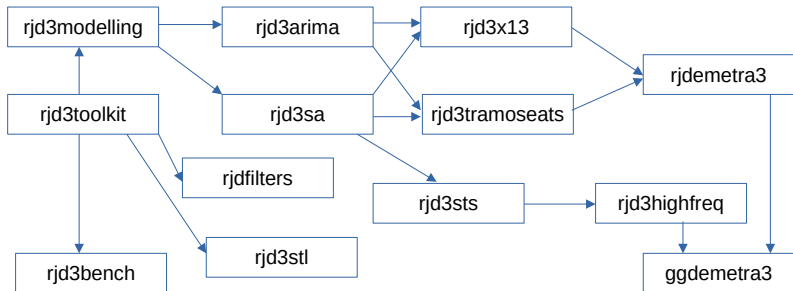 rjd3modelling
rjd3arima
rjd3x13
rjdemetra3
rjd3toolkit
rjd3sa
rjd3tramoseats
rjdfilters
rjd3sts
rjd3highfreq
rjd3stl
rjd3bench
ggdemetra3